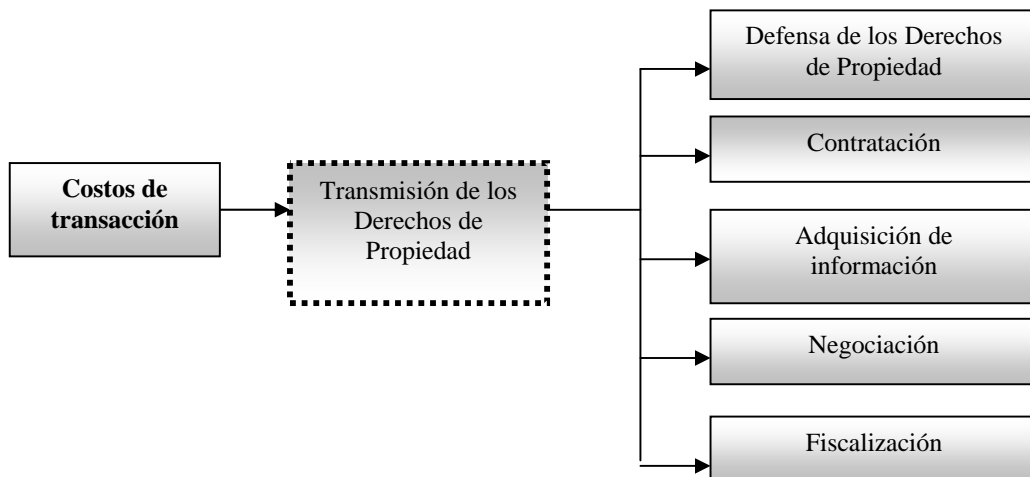 Defensa de los Derechos
de Propiedad
Contratación
Costos de
transacción
Transmisión de los
Derechos de
Propiedad
Adquisición de
información
Negociación
Fiscalización